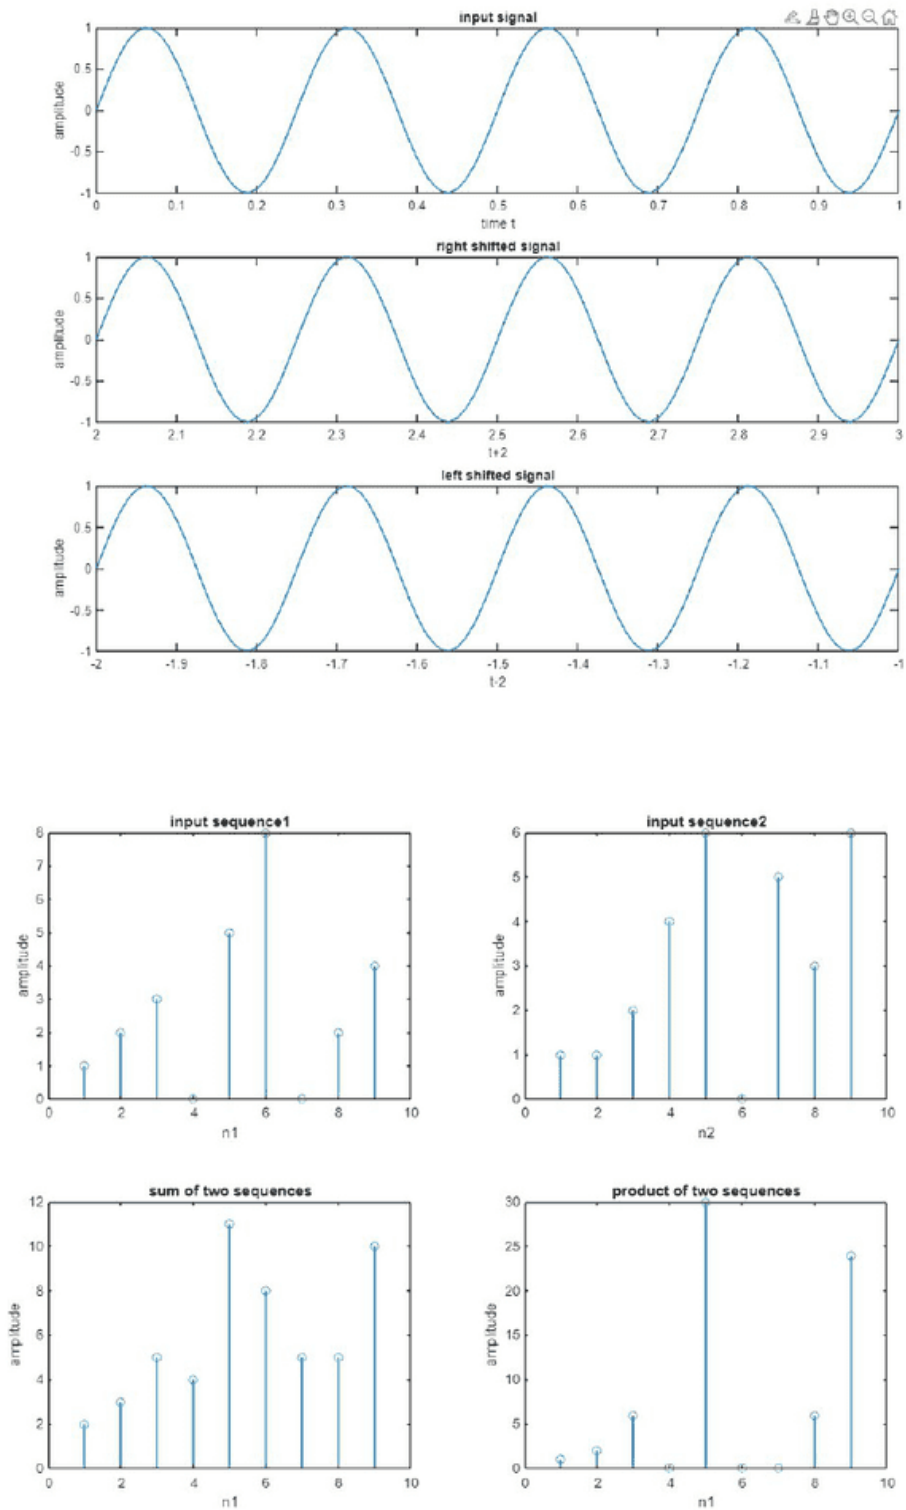 input signal
1
0.5
0
-0.5
-1
amplitude
0 0.1 0.2 0.3 0.4 0.5 0.6 0.7 0.8 0.9 1
time t
right shifted signal
1
0.5
0
-0.5
-1
amplitude
2 2.1 2.2 2.3 2.4 2.5 2.6 2.7 2.8 2.9 3
t+2
left shifted signal
1
0.5
0
-0.5
-1
amplitude
-2 -1.9 -1.8 -1.7 -1.6 -1.5 -1.4 -1.3 -1.2 -1.1 -1
t-2
input sequence1
8
7
6
5
4
3
2
1
0
amplitude
0 2 4 6 8 10
n1
input sequence2
6
5
4
3
2
1
0
amplitude
0 2 4 6 8 10
n2
sum of two sequences
12
10
8
6
4
2
0
amplitude
0 2 4 6 8 10
n1
product of two sequences
30
25
20
15
10
5
0
amplitude
0 2 4 6 8 10
n1